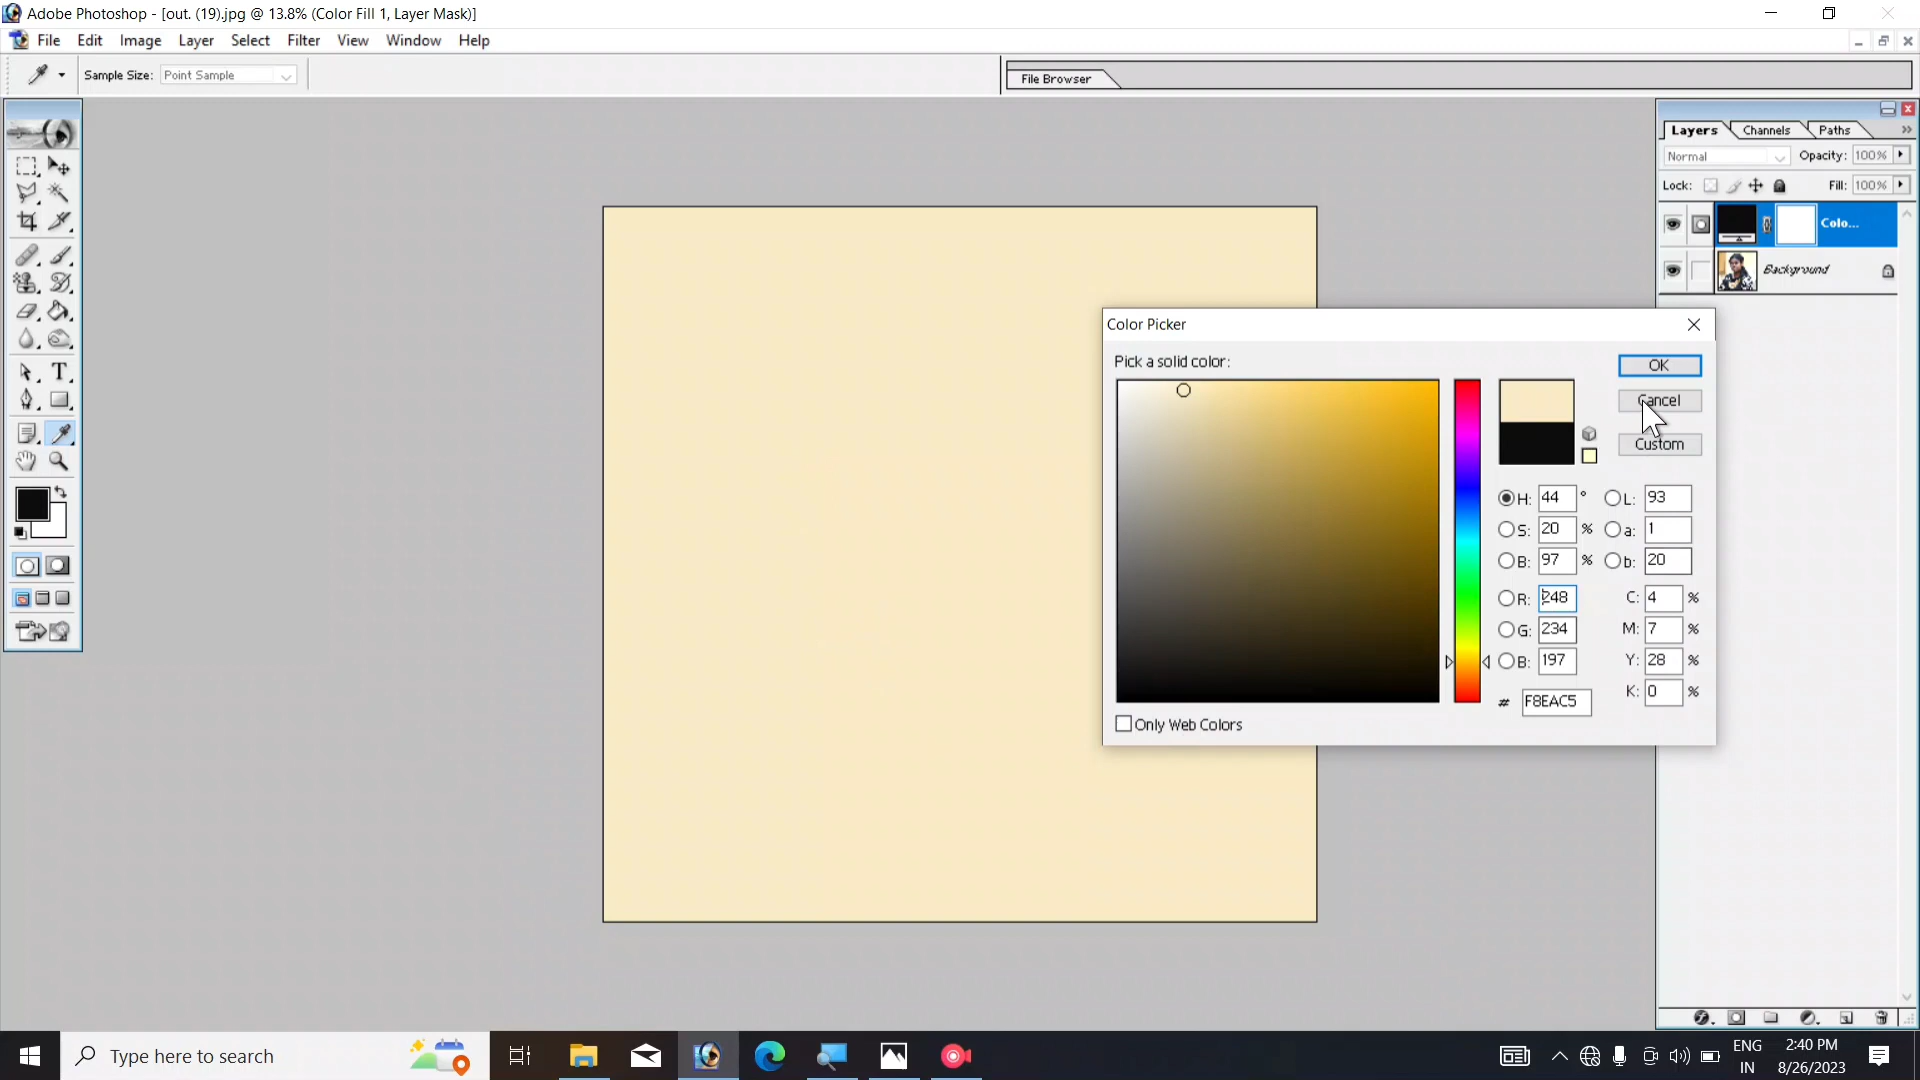 Adobe Photoshop - [out. (19).jpg @ 13.8% (Color Fill 1, Layer Mask)]
File Edit Image Layer Select Filter View Window Help
Sample Size: Point Sample
File Browser
Layers Channels Paths
Normal Opacity: 100%
Lock: Fill: 100%
Colo...
Background
Color Picker
Pick a solid color:
OK
Cancel
Custom
H: 44 ° L: 93
S: 20 % a: 1
B: 97 % b: 20
R: 248 C: 4 %
G: 234 M: 7 %
B: 197 Y: 28 %
# F8EAC5 K: 0 %
Only Web Colors
Type here to search
ENG
IN
2:40 PM
8/26/2023